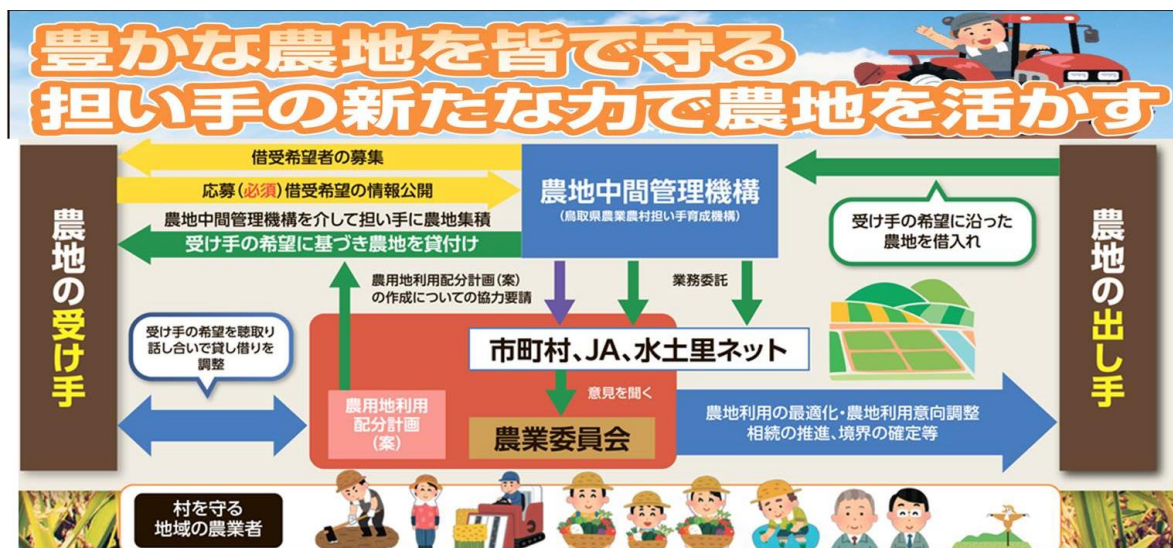 豊かな農地を皆で守る
担い手の新たな力で農地を活かす
農地の受け手
借受希望者の募集
応募(必須)借受希望の情報公開
農地中間管理機構を介して担い手に農地集積
受け手の希望に基づき農地を貸付け
農地中間管理機構
(鳥取県農業農村担い手育成機構)
受け手の希望に沿った
農地を借入れ
農地の出し手
農用地利用配分計画(案)
の作成についての協力要請
業務委託
受け手の希望を聴取り
話し合いで貸し借りを
調整
市町村、JA、水土里ネット
意見を聞く
農用地利用
配分計画
(案)
農業委員会
農地利用の最適化・農地利用意向調整
相続の推進、境界の確定等
村を守る
地域の農業者